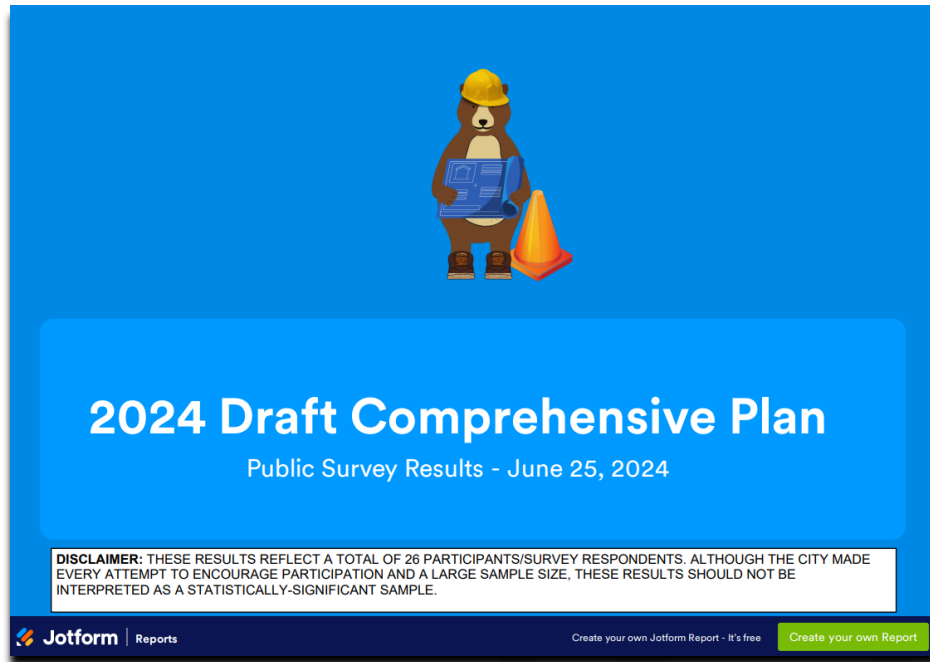 2024 Draft Comprehensive Plan
Public Survey Results - June 25, 2024
DISCLAIMER: THESE RESULTS REFLECT A TOTAL OF 26 PARTICIPANTS/SURVEY RESPONDENTS. ALTHOUGH THE CITY MADE
EVERY ATTEMPT TO ENCOURAGE PARTICIPATION AND A LARGE SAMPLE SIZE, THESE RESULTS SHOULD NOT BE
INTERPRETED AS A STATISTICALLY-SIGNIFICANT SAMPLE.
Jotform Reports
Create your own Jotform Report - It's free
Create your own Report